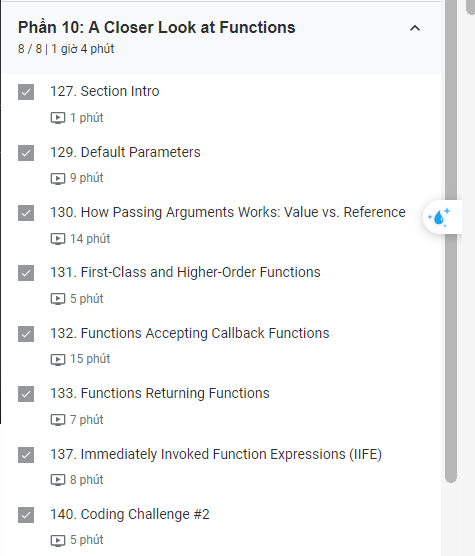 Phần 10: A Closer Look at Functions
8 / 8 | 1 giờ 4 phút
127. Section Intro
1 phút
129. Default Parameters
9 phút
130. How Passing Arguments Works: Value vs. Reference
14 phút
131. First-Class and Higher-Order Functions
5 phút
132. Functions Accepting Callback Functions
15 phút
133. Functions Returning Functions
7 phút
137. Immediately Invoked Function Expressions (IIFE)
8 phút
140. Coding Challenge #2
5 phút